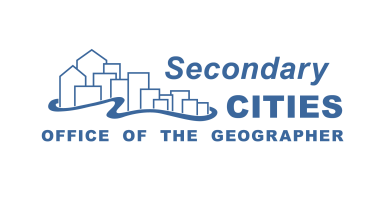 Secondary
CITIES
OFFICE OF THE GEOGRAPHER